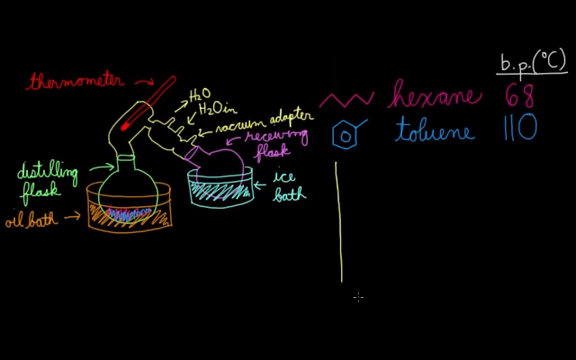 thermometer
H2O
H2O in
vacuum adapter
receiving
flask
distilling
flask
ice
bath
oil bath
b.p.(°C)
hexane 68
toluene 110